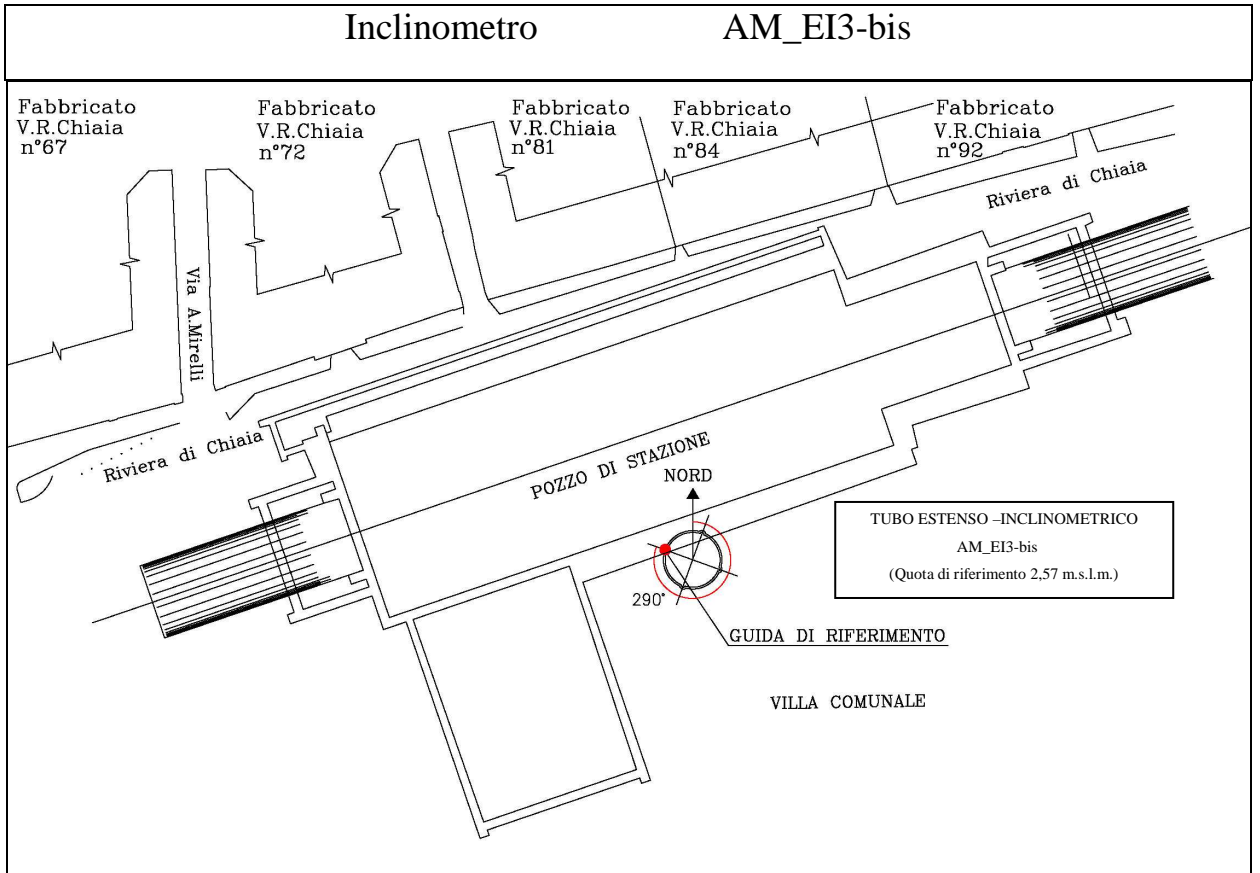 Inclinometro AM_EI3-bis
Fabbricato
V.R.Chiaia
n°67
Fabbricato
V.R.Chiaia
n°72
Fabbricato
V.R.Chiaia
n°81
Fabbricato
V.R.Chiaia
n°84
Fabbricato
V.R.Chiaia
n°92
Riviera di Chiaia
Via A.Mirelli
Riviera di Chiaia
POZZO DI STAZIONE
NORD
TUBO ESTENSO –INCLINOMETRICO
AM_EI3-bis
(Quota di riferimento 2,57 m.s.l.m.)
290°
GUIDA DI RIFERIMENTO
VILLA COMUNALE